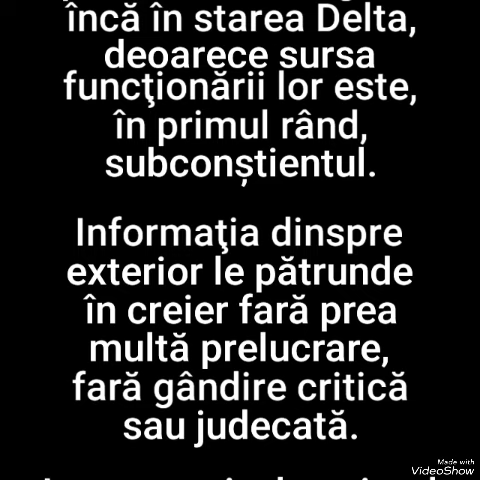 încă în starea Delta,
deoarece sursa
funcţionării lor este,
în primul rând,
subconștientul.
Informaţia dinspre
exterior le pătrunde
în creier fară prea
multă prelucrare,
fară gândire critică
sau judecată.
Made with
VideoShow